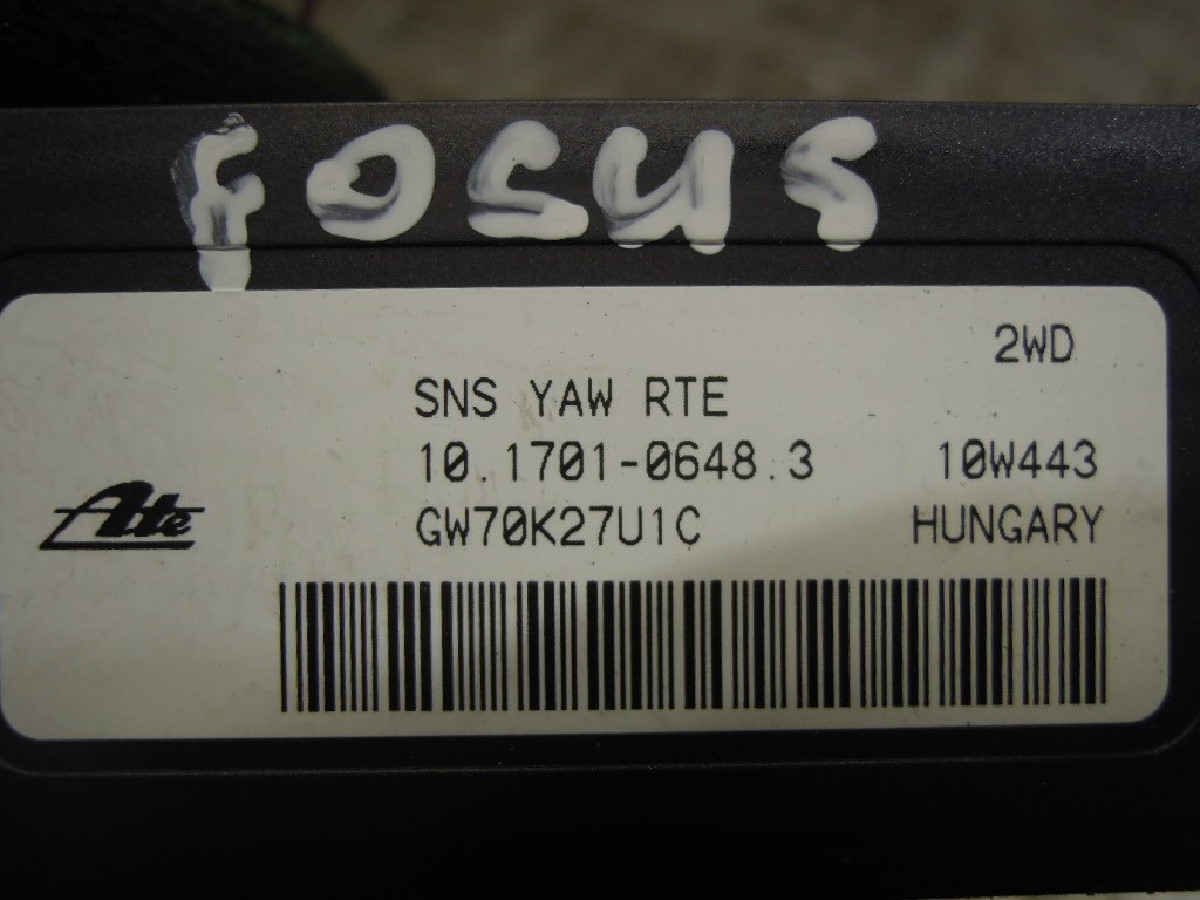 FOCUS
2WD
SNS YAW RTE
10.1701-0648.3 10W443
GW70K27U1C HUNGARY
Ate